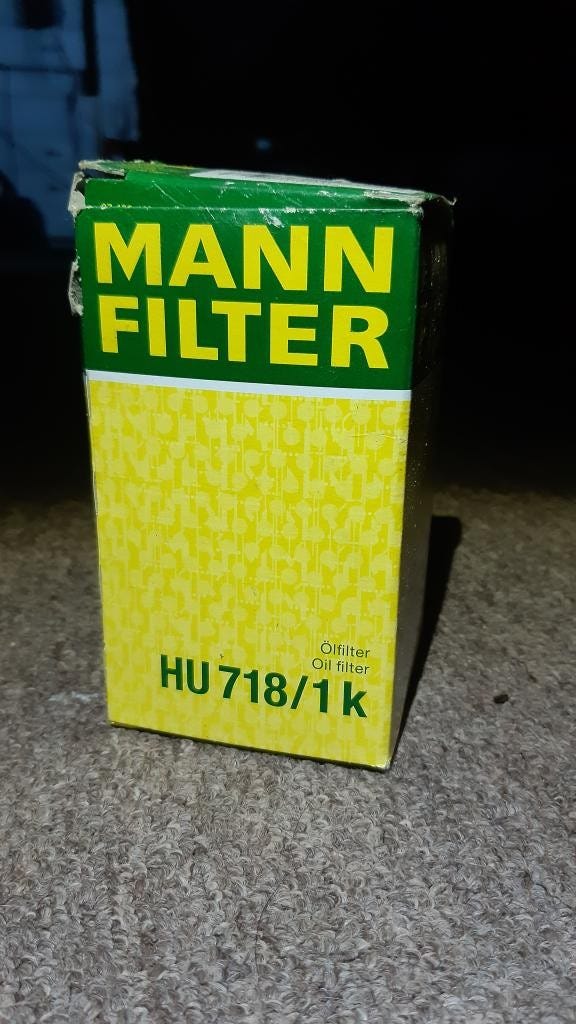 MANN
FILTER
Ölfilter
Oil filter
HU 718/1 k